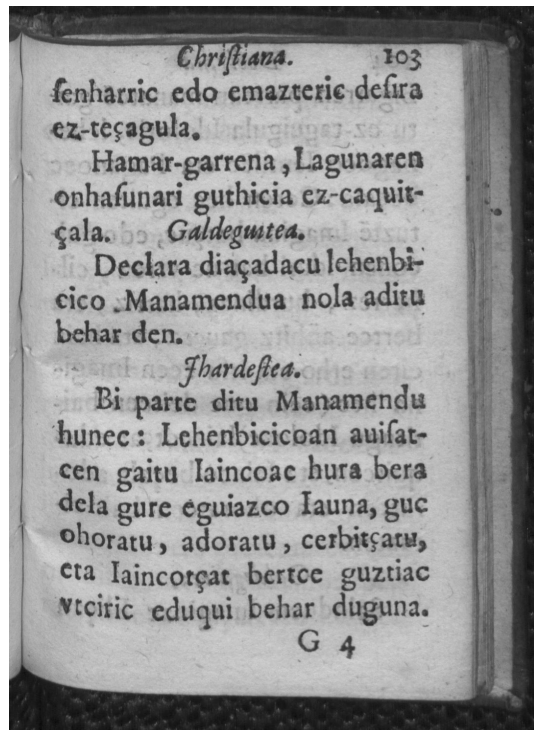 Chriſtiana. 103
ſenharric edo emazteric deſira
ez-teçagula.
Hamar-garrena, Lagunaren
onhaſunari guthicia ez-caquit-
çala. Galdeguıtea.
Declara diaçadacu lehenbi-
cico Manamendua nola aditu
behar den.
Jhardeſtea.
Bi parte ditu Manamendu
hunec: Lehenbicicoan auiſat-
cen gaitu Iaincoac hura bera
dela gure eguiazco Iauna, guc
ohoratu, adoratu, cerbitçatu,
eta Iaincotçat bertce guztiac
vtciric eduqui behar duguna.
G 4